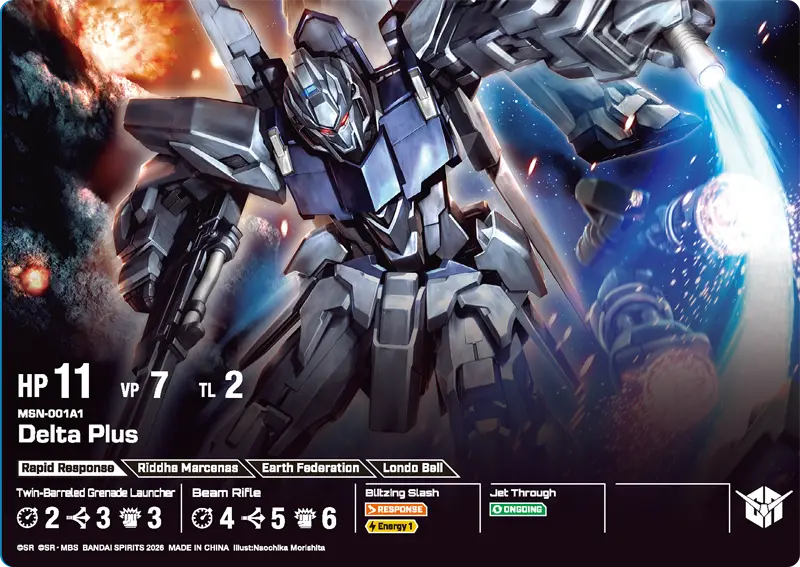 HP 11 VP 7 TL 2
MSN-001A1
Delta Plus
Rapid Response Riddhe Marcenas Earth Federation Londo Bell
Twin-Barreled Grenade Launcher
2 3 3
Beam Rifle
4 5 6
Blitzing Slash
RESPONSE
Energy 1
Jet Through
ONGOING
©SR ©SR・MBS BANDAI SPIRITS 2026 MADE IN CHINA Illust:Naochika Morishita